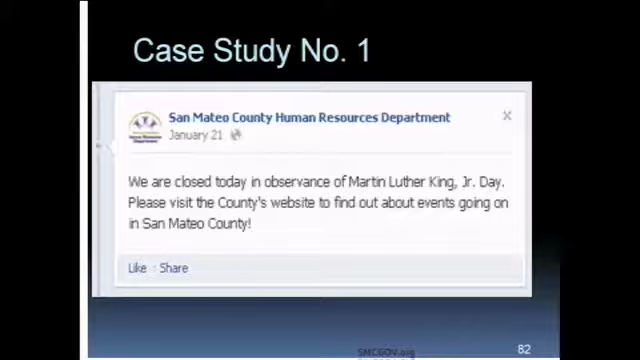 Case Study No. 1
San Mateo County Human Resources Department
January 21
We are closed today in observance of Martin Luther King, Jr. Day.
Please visit the County's website to find out about events going on
in San Mateo County!
Like · Share
SMCGOV.org
82